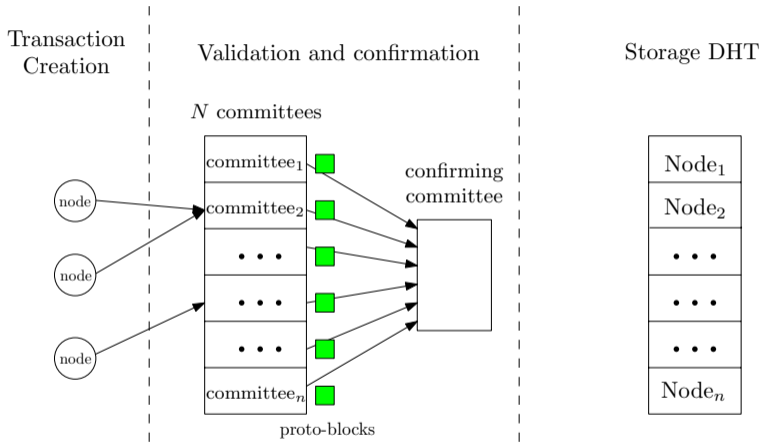 Transaction
Creation
Validation and confirmation
Storage DHT
N committees
committee₁
committee₂
• • •
• • •
• • •
committeeₙ
proto-blocks
node
node
node
confirming
committee
Node₁
Node₂
• • •
• • •
• • •
Nodeₙ